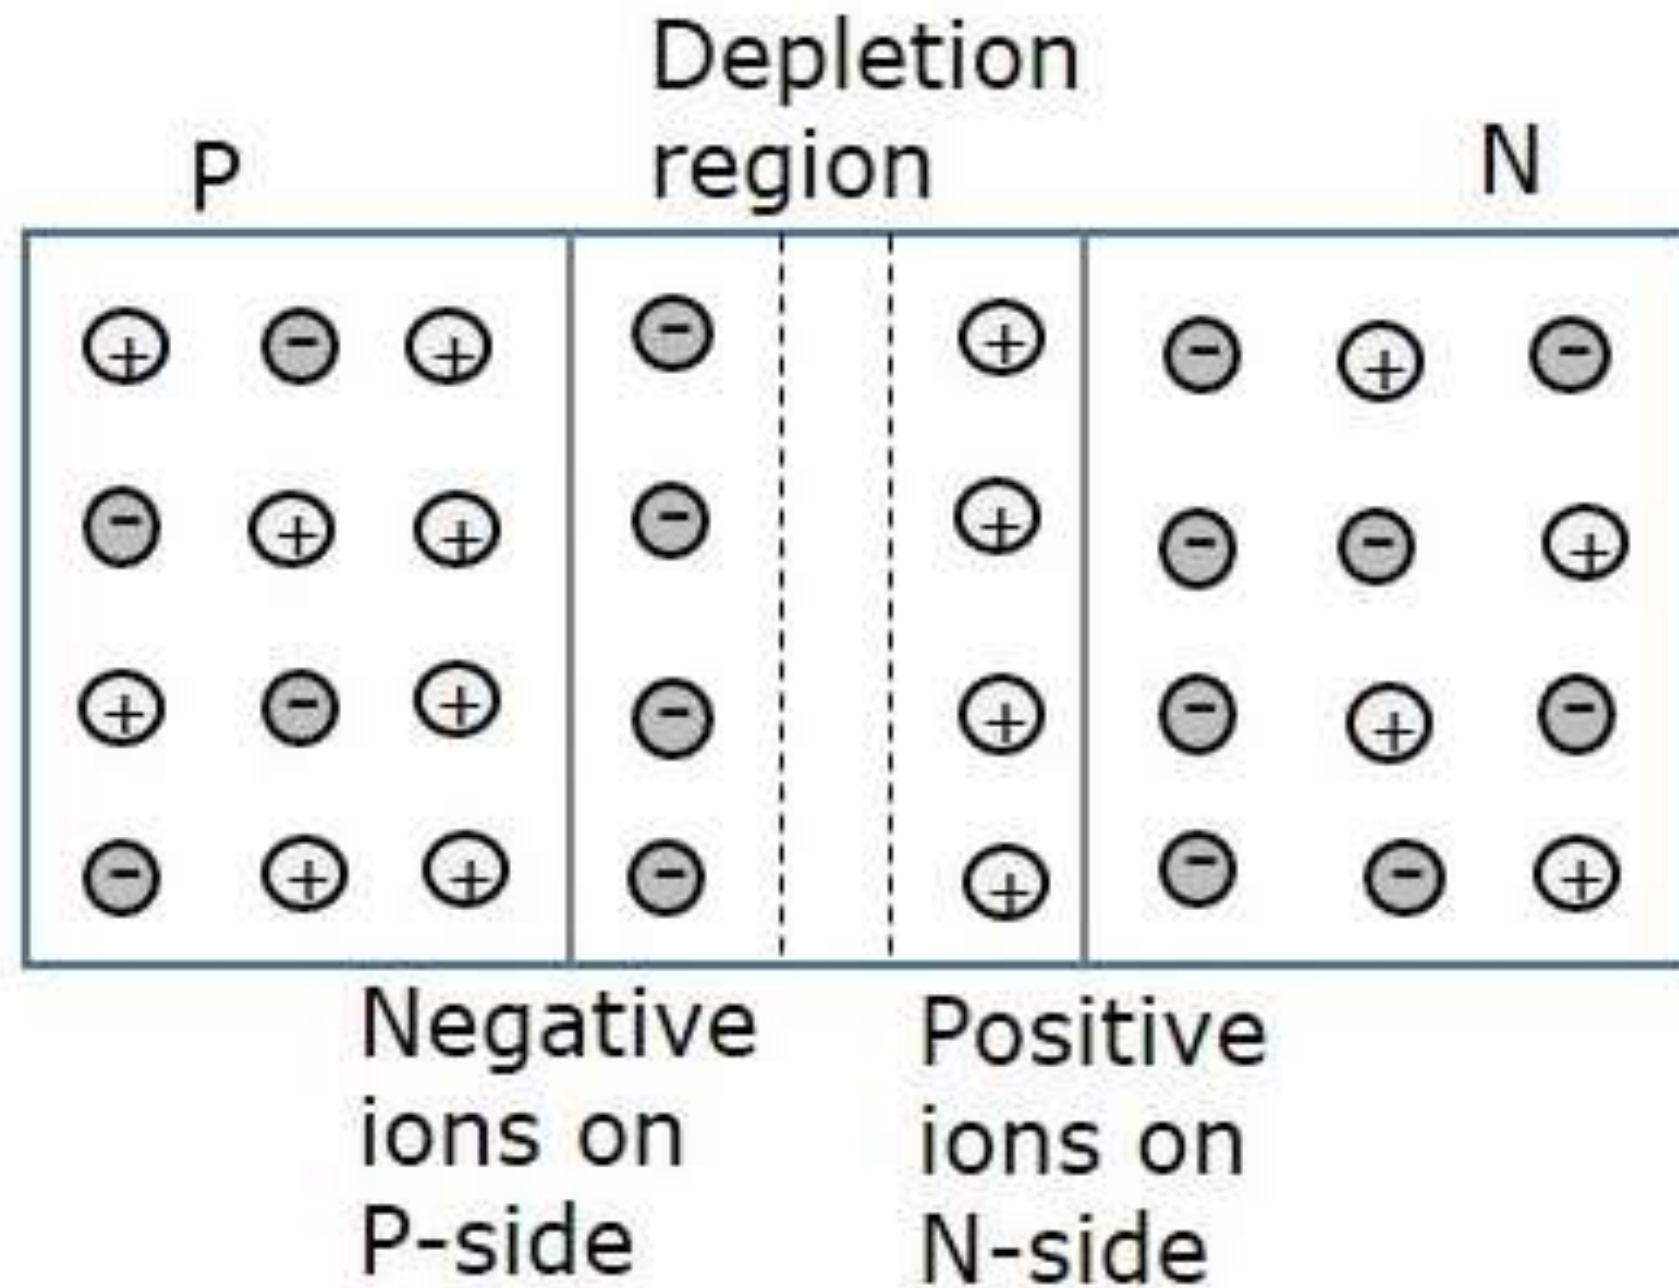 Depletion
region
P
N
+ - + - + - + -
- + + - + - - +
+ - + - + - + -
- + + - + - - +
Negative
ions on
P-side
Positive
ions on
N-side